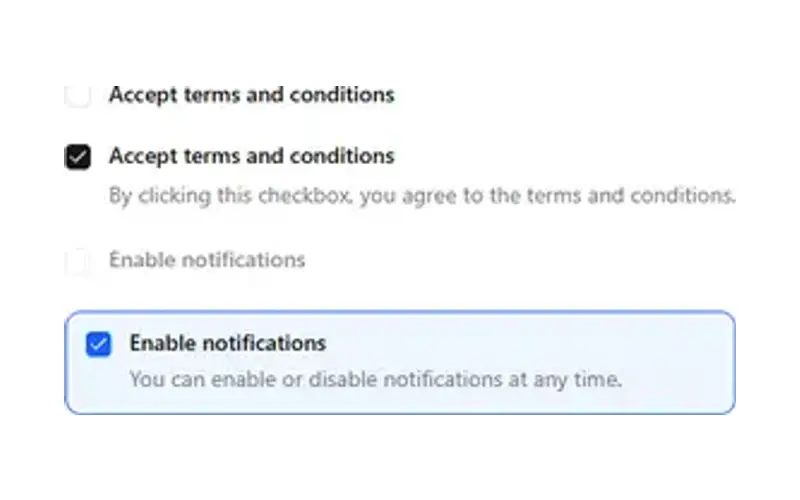 Accept terms and conditions
Accept terms and conditions
By clicking this checkbox, you agree to the terms and conditions.
Enable notifications
Enable notifications
You can enable or disable notifications at any time.